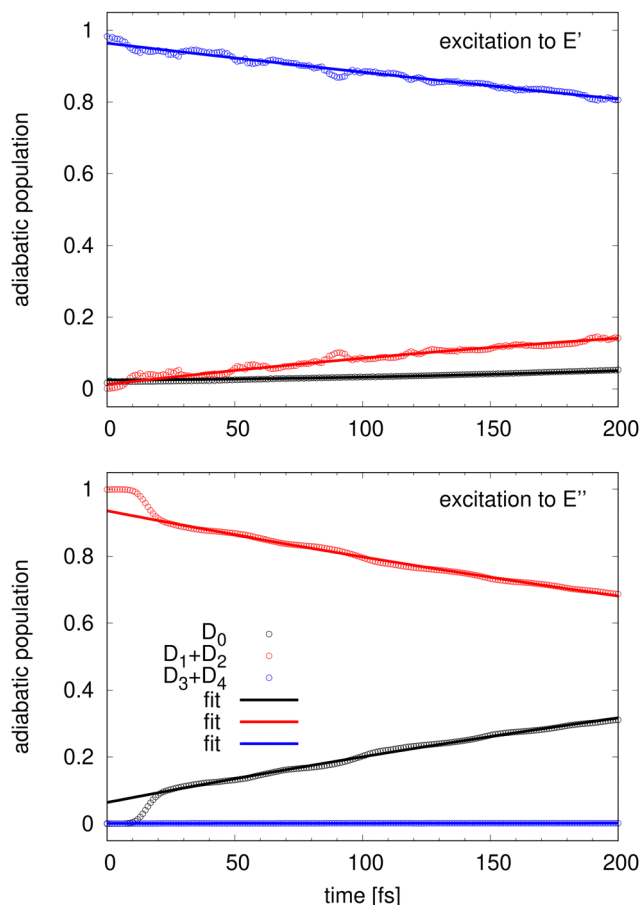 1
0.8
0.6
0.4
0.2
0
adiabatic population
excitation to E'
0 50 100 150 200
1
0.8
0.6
0.4
0.2
0
adiabatic population
excitation to E''
D₀
D₁+D₂
D₃+D₄
fit
fit
fit
0 50 100 150 200
time [fs]